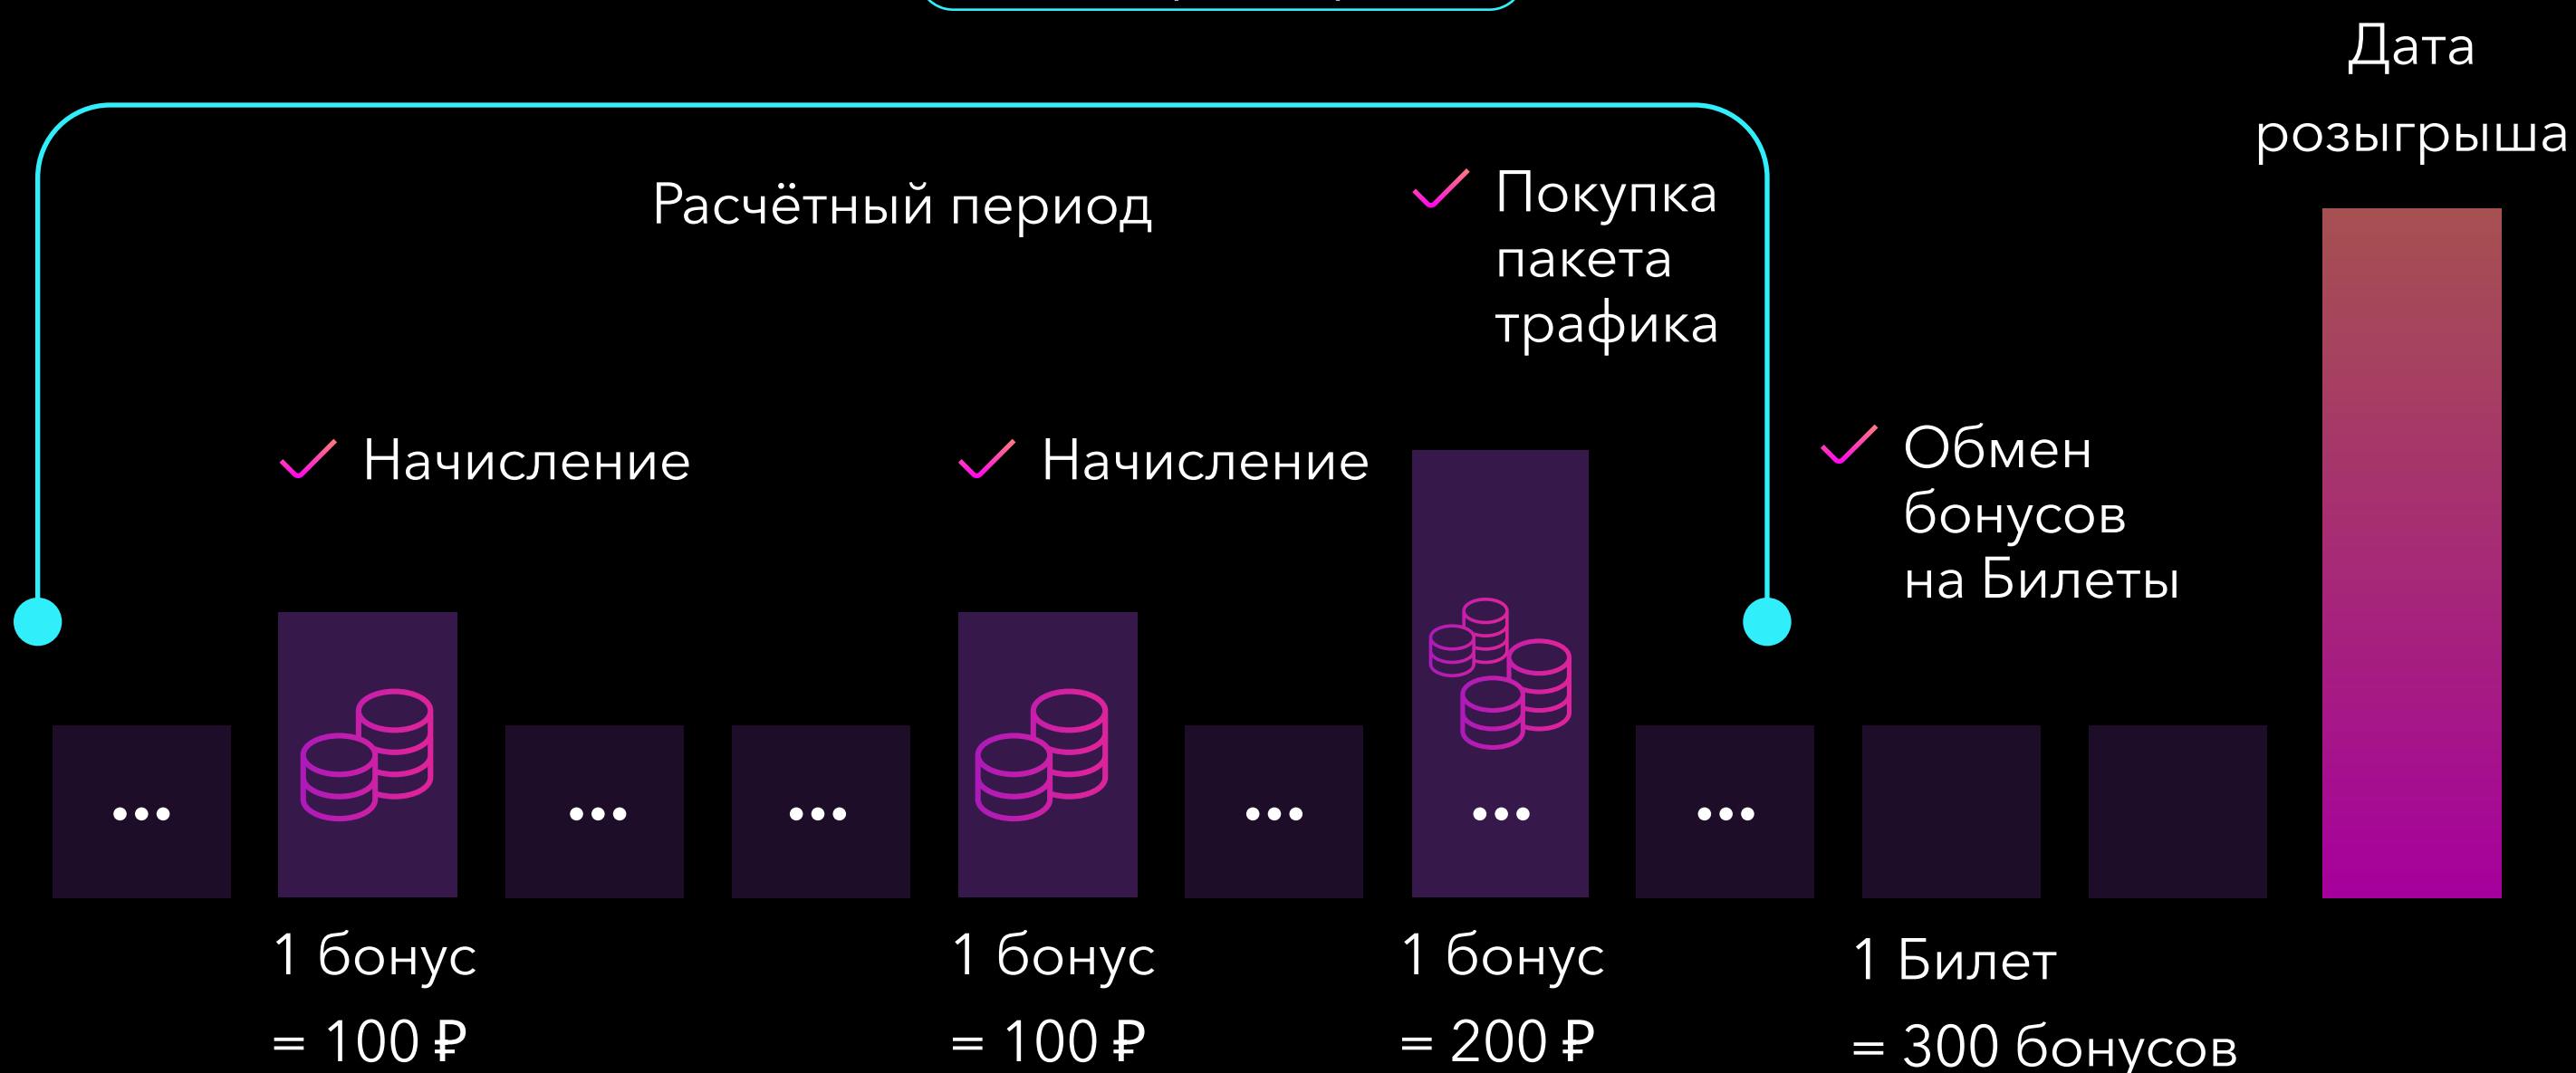 Дата
розыгрыша
Расчётный период
Покупка
пакета
трафика
Начисление
Начисление
Обмен
бонусов
на Билеты
1 бонус
= 100 ₽
1 бонус
= 100 ₽
1 бонус
= 200 ₽
1 Билет
= 300 бонусов